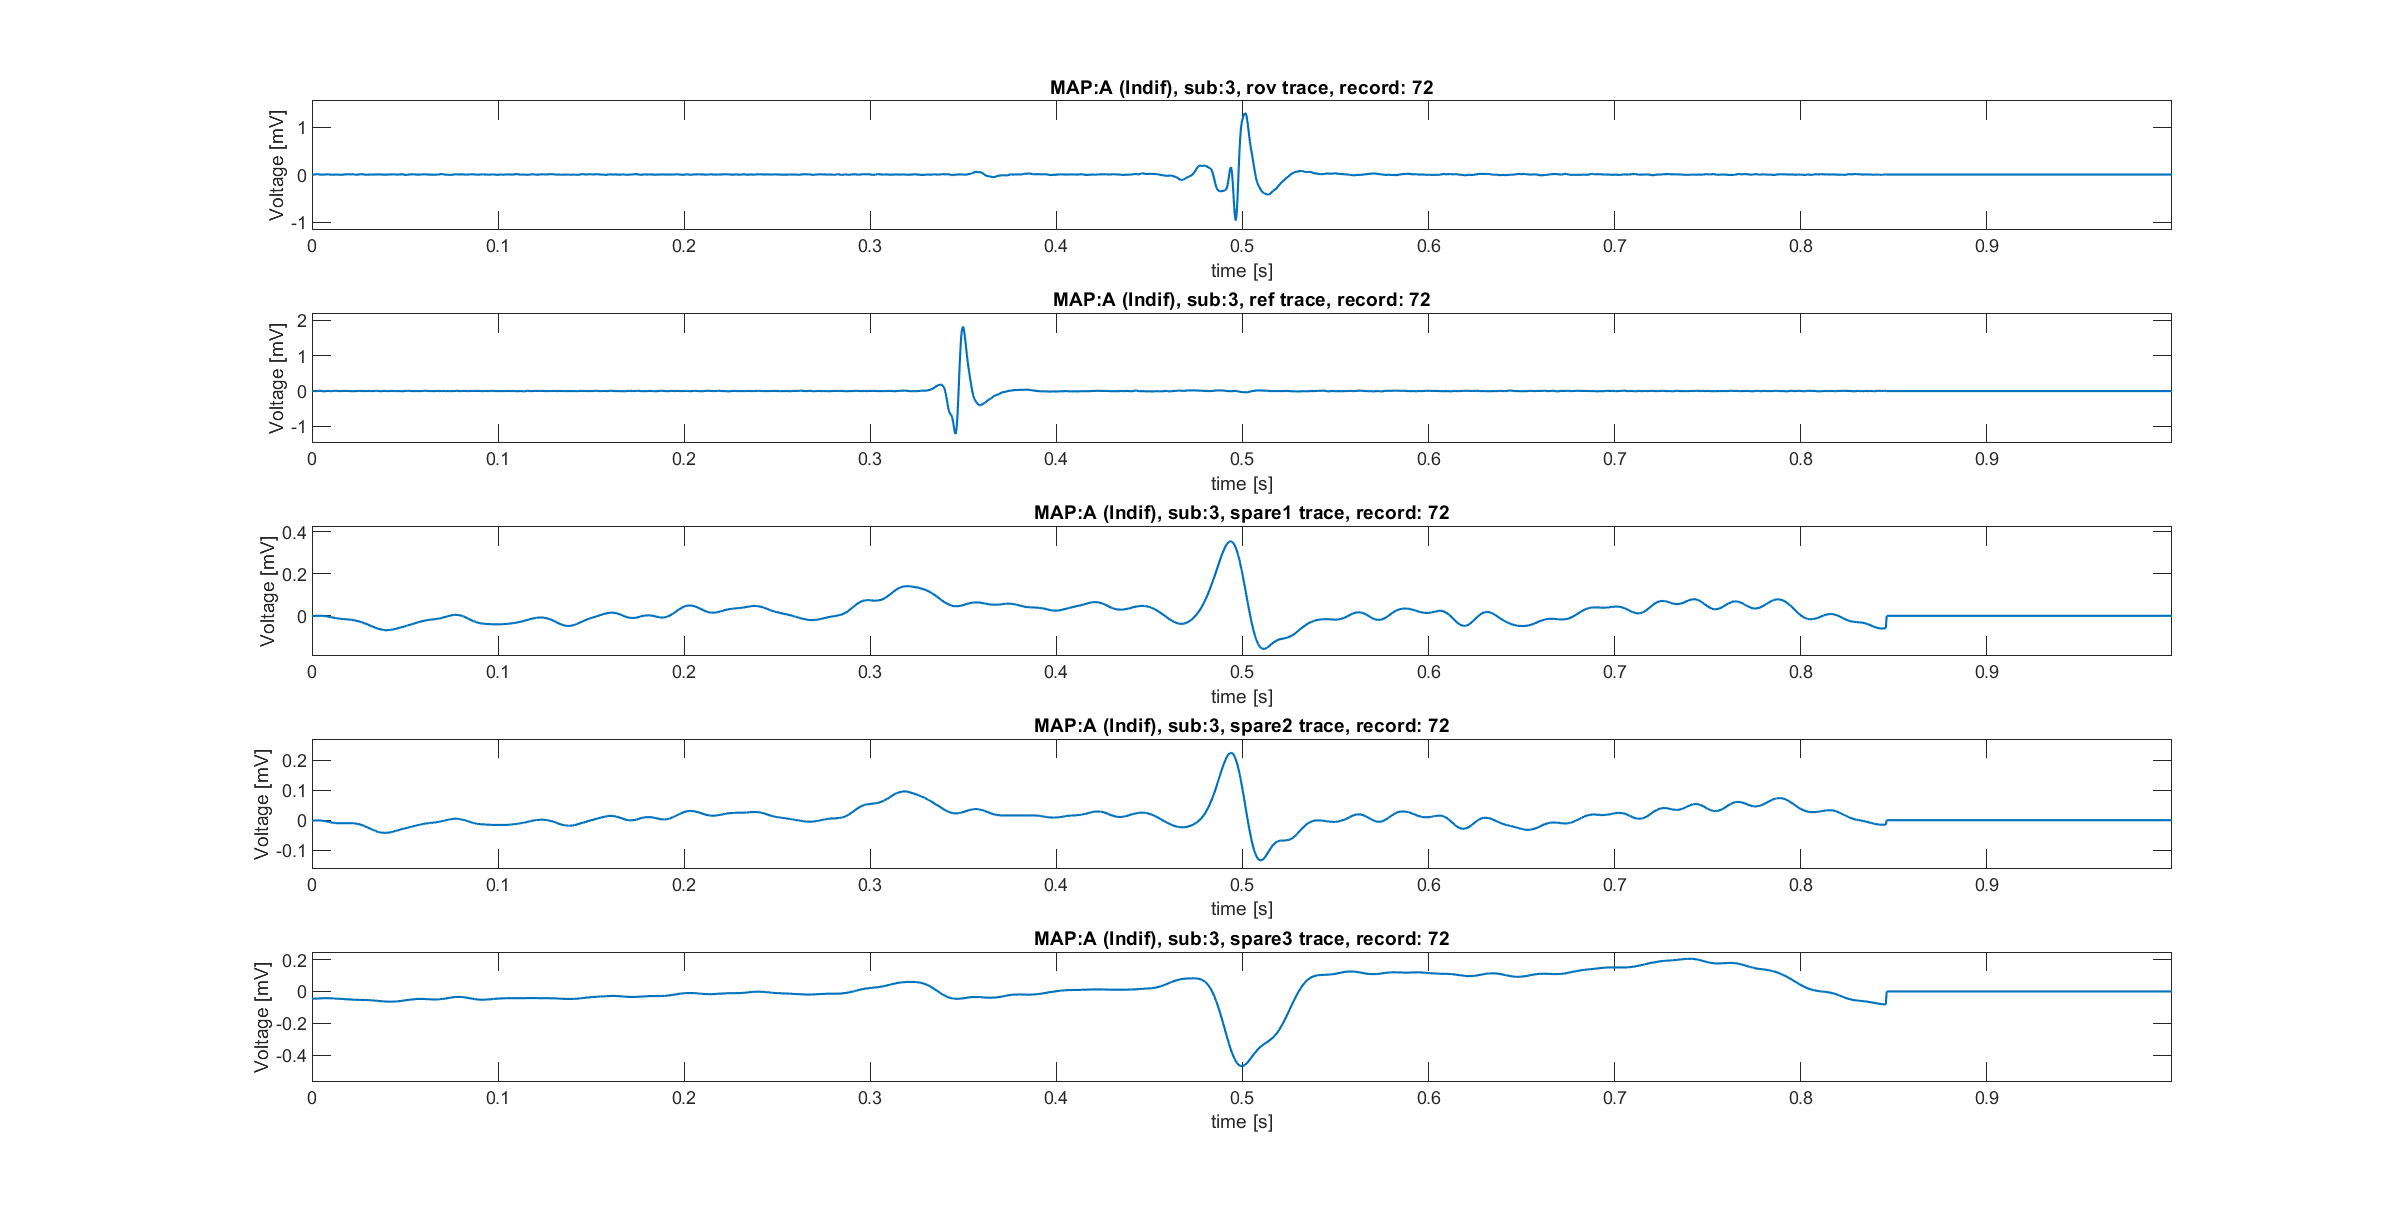 MAP:A (Indif), sub:3, rov trace, record: 72
Voltage [mV]
1
0
-1
0 0.1 0.2 0.3 0.4 0.5 0.6 0.7 0.8 0.9
time [s]
MAP:A (Indif), sub:3, ref trace, record: 72
Voltage [mV]
2
1
0
-1
0 0.1 0.2 0.3 0.4 0.5 0.6 0.7 0.8 0.9
time [s]
MAP:A (Indif), sub:3, spare1 trace, record: 72
Voltage [mV]
0.4
0.2
0
0 0.1 0.2 0.3 0.4 0.5 0.6 0.7 0.8 0.9
time [s]
MAP:A (Indif), sub:3, spare2 trace, record: 72
Voltage [mV]
0.2
0.1
0
-0.1
0 0.1 0.2 0.3 0.4 0.5 0.6 0.7 0.8 0.9
time [s]
MAP:A (Indif), sub:3, spare3 trace, record: 72
Voltage [mV]
0.2
0
-0.2
-0.4
0 0.1 0.2 0.3 0.4 0.5 0.6 0.7 0.8 0.9
time [s]